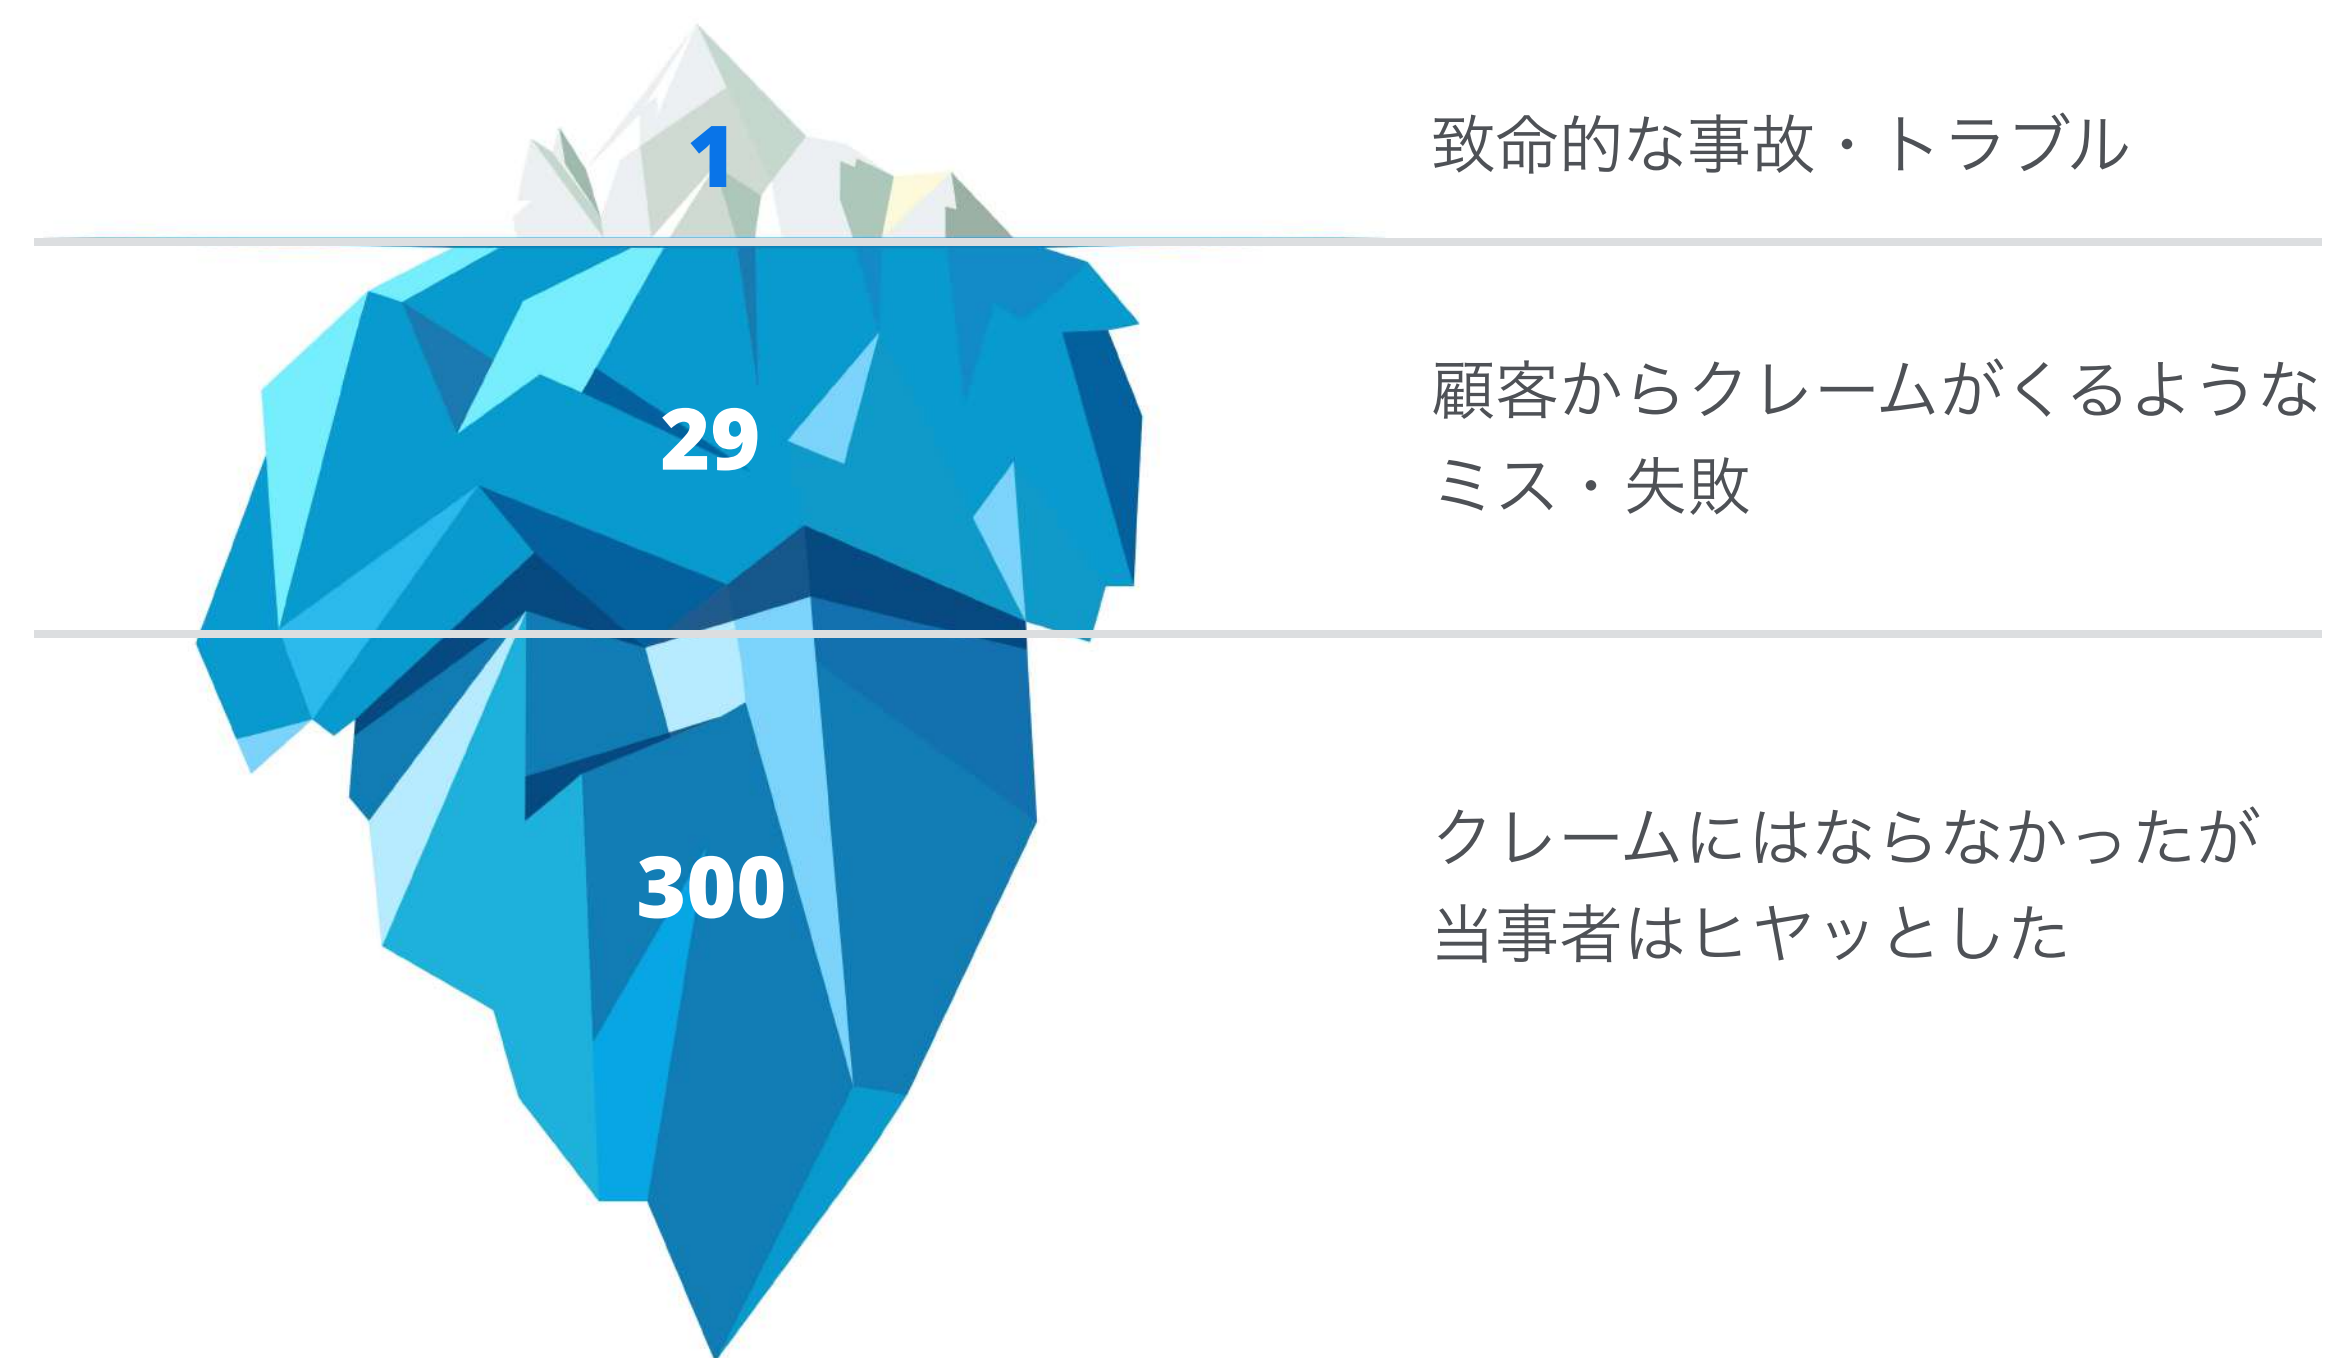 1
致命的な事故・トラブル
29
顧客からクレームがくるような
ミス・失敗
300
クレームにはならなかったが
当事者はヒヤッとした